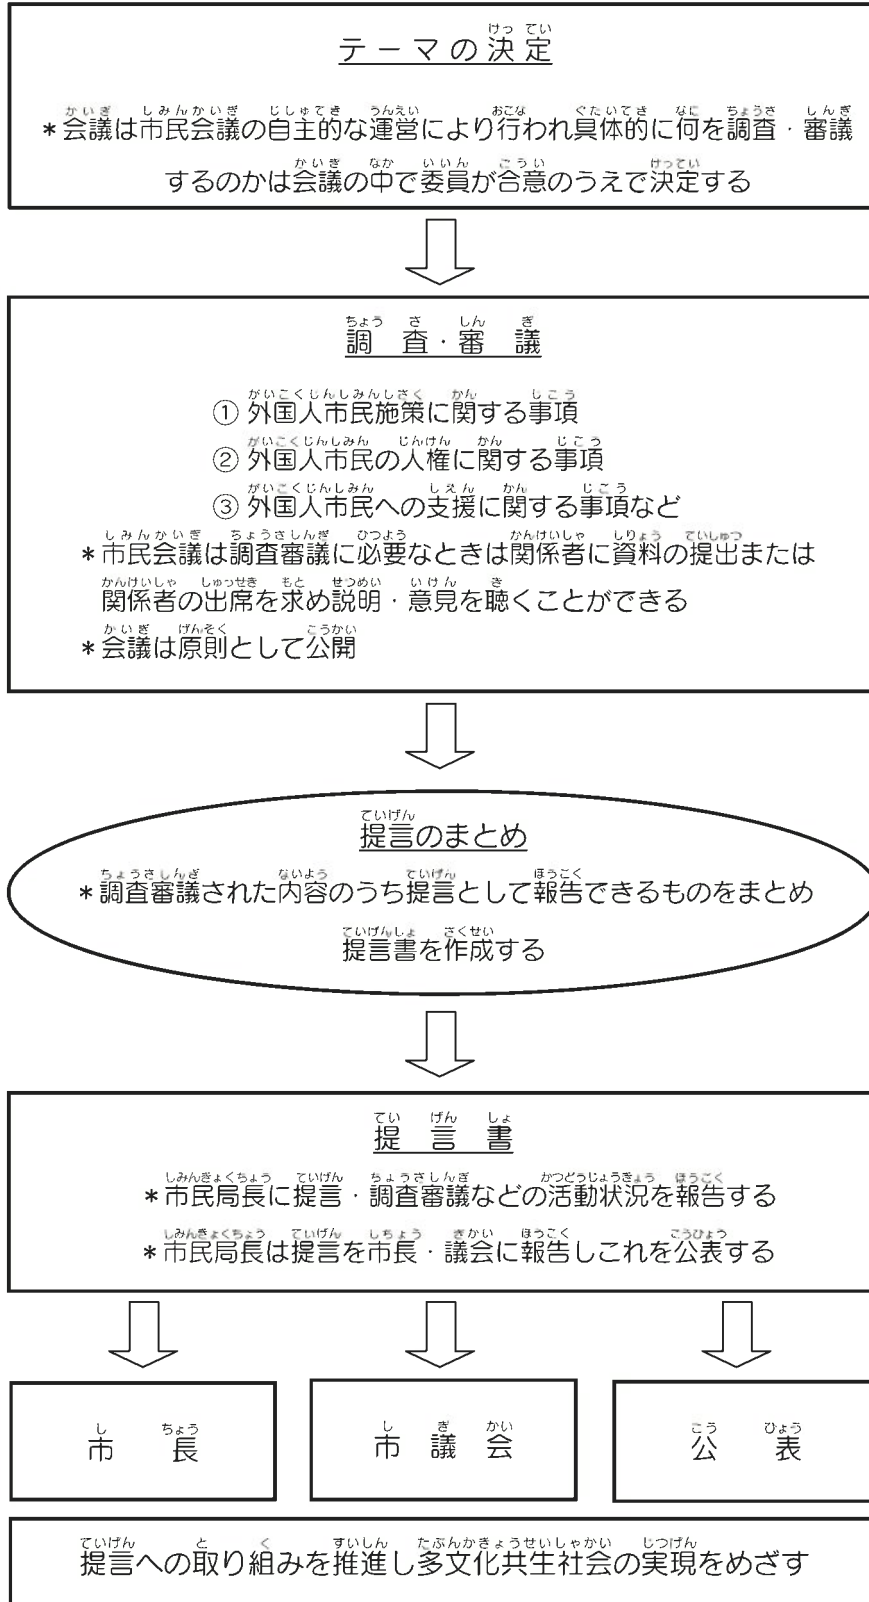 テーマの決定
*会議は市民会議の自主的な運営により行われ具体的に何を調査・審議
するのかは会議の中で委員が合意のうえで決定する
調査・審議
① 外国人市民施策に関する事項
② 外国人市民の人権に関する事項
③ 外国人市民への支援に関する事項など
*市民会議は調査審議に必要なときは関係者に資料の提出または
関係者の出席を求め説明・意見を聴くことができる
*会議は原則として公開
提言のまとめ
*調査審議された内容のうち提言として報告できるものをまとめ
提言書を作成する
提言書
*市民局長に提言・調査審議などの活動状況を報告する
*市民局長は提言を市長・議会に報告しこれを公表する
市長
市議会
公表
提言への取り組みを推進し多文化共生社会の実現をめざす